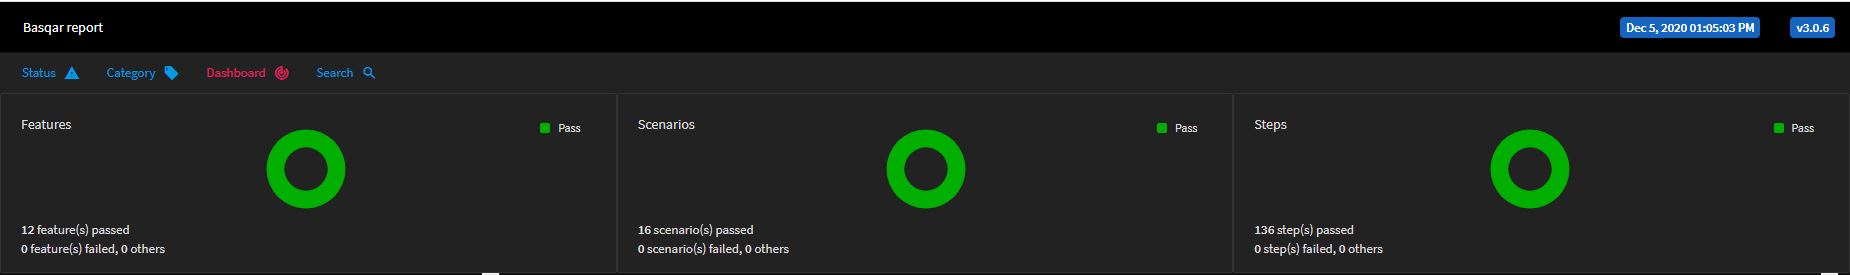 Basqar report
Dec 5, 2020 01:05:03 PM
v3.0.6
Status
Category
Dashboard
Search
Features
Pass
12 feature(s) passed
0 feature(s) failed, 0 others
Scenarios
Pass
16 scenario(s) passed
0 scenario(s) failed, 0 others
Steps
Pass
136 step(s) passed
0 step(s) failed, 0 others